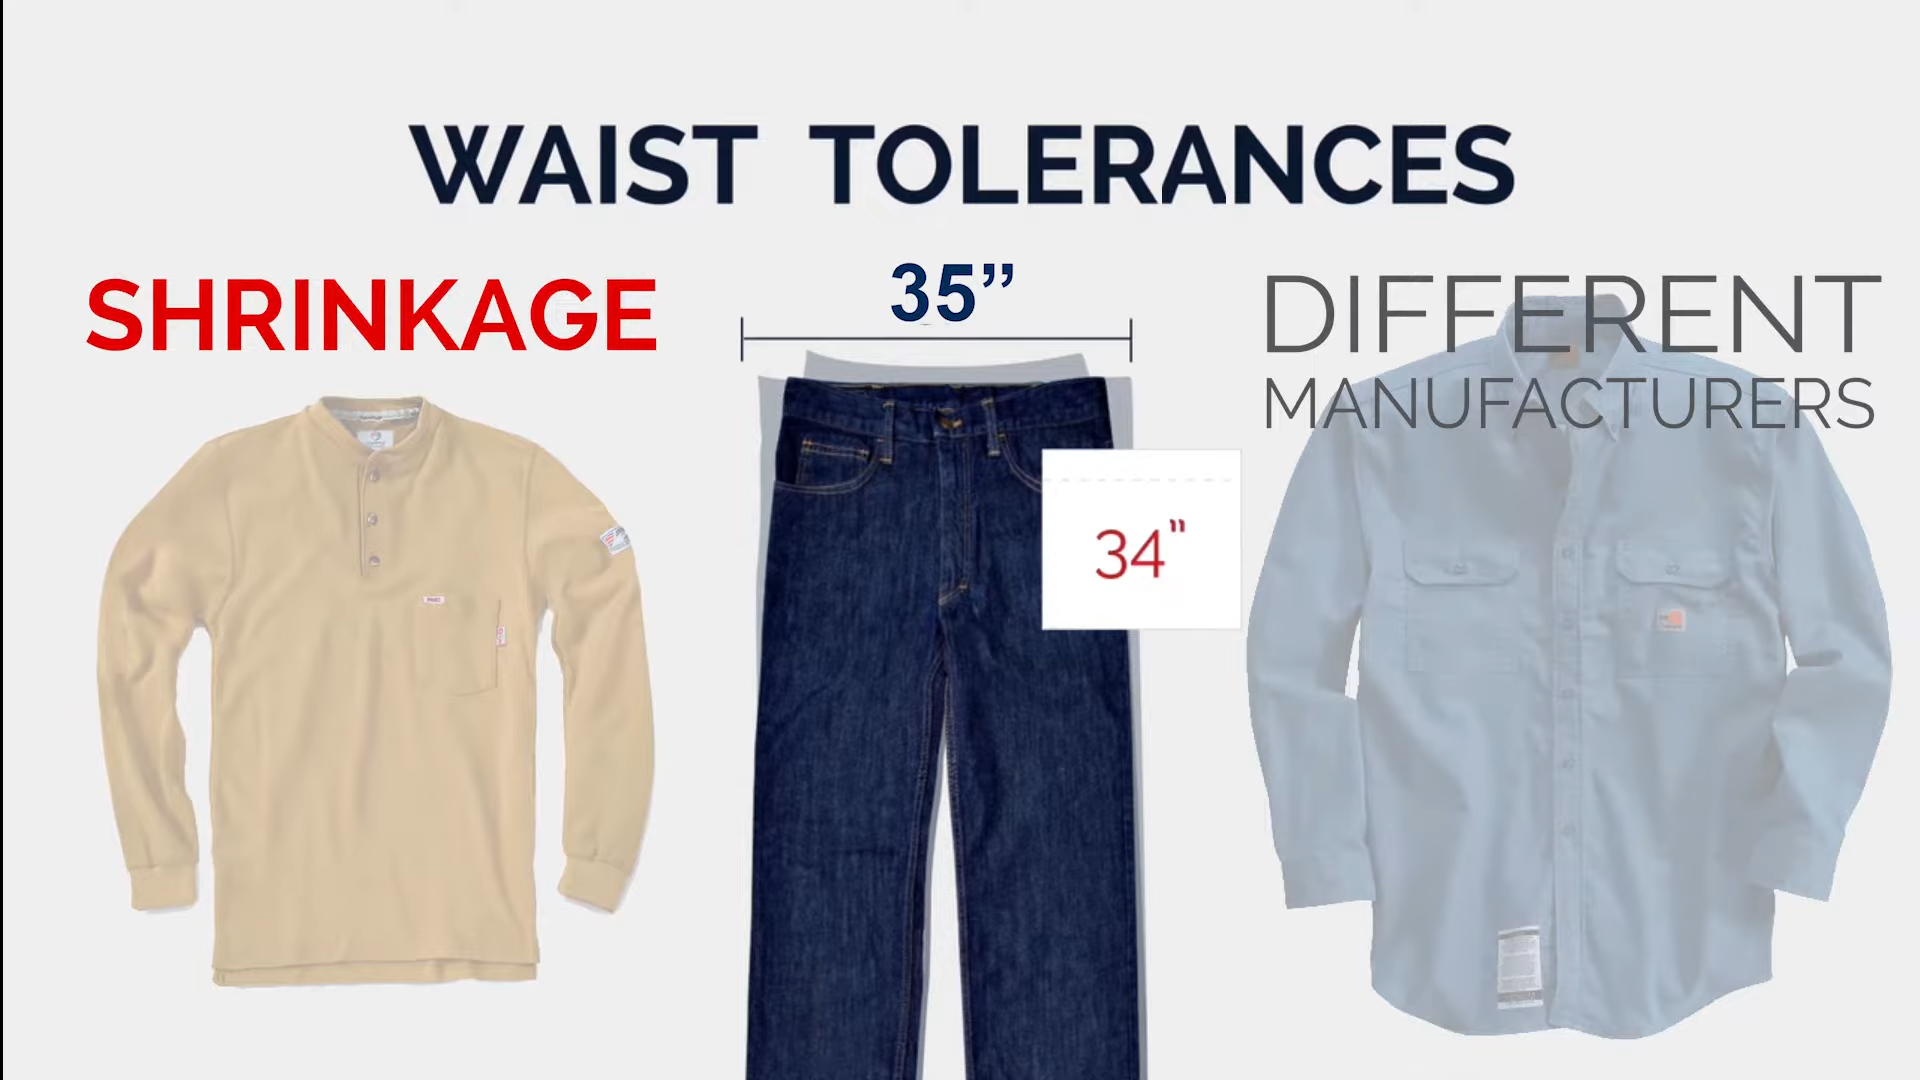 WAIST TOLERANCES
SHRINKAGE
35”
34"
DIFFERENT
MANUFACTURERS